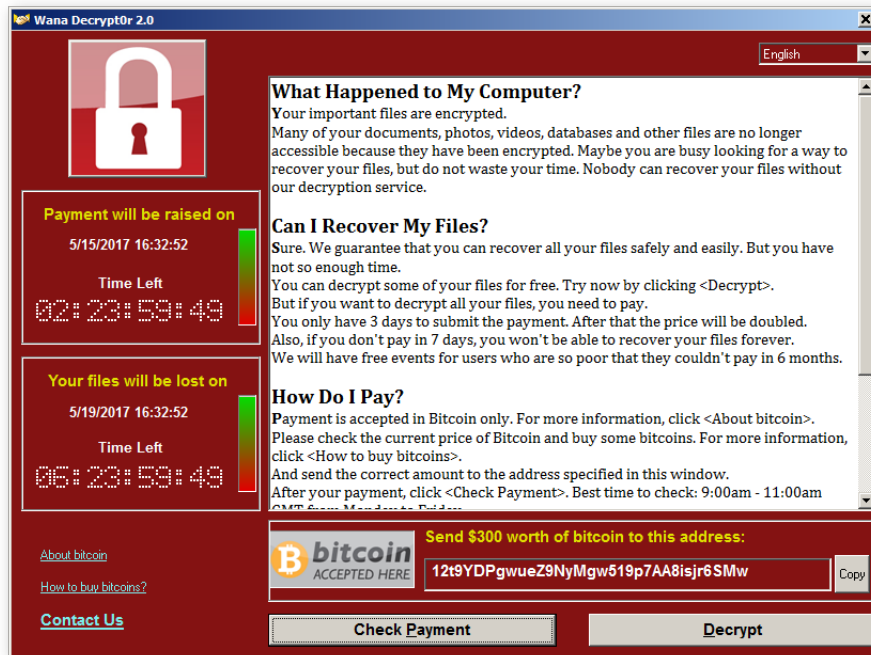 Wana Decrypt0r 2.0
English
Payment will be raised on
5/15/2017 16:32:52
Time Left
02:23:59:49
Your files will be lost on
5/19/2017 16:32:52
Time Left
06:23:59:49
About bitcoin
How to buy bitcoins?
Contact Us
What Happened to My Computer?
Your important files are encrypted.
Many of your documents, photos, videos, databases and other files are no longer
accessible because they have been encrypted. Maybe you are busy looking for a way to
recover your files, but do not waste your time. Nobody can recover your files without
our decryption service.
Can I Recover My Files?
Sure. We guarantee that you can recover all your files safely and easily. But you have
not so enough time.
You can decrypt some of your files for free. Try now by clicking <Decrypt>.
But if you want to decrypt all your files, you need to pay.
You only have 3 days to submit the payment. After that the price will be doubled.
Also, if you don't pay in 7 days, you won't be able to recover your files forever.
We will have free events for users who are so poor that they couldn't pay in 6 months.
How Do I Pay?
Payment is accepted in Bitcoin only. For more information, click <About bitcoin>.
Please check the current price of Bitcoin and buy some bitcoins. For more information,
click <How to buy bitcoins>.
And send the correct amount to the address specified in this window.
After your payment, click <Check Payment>. Best time to check: 9:00am - 11:00am
GMT from Monday to Friday.
bitcoin
ACCEPTED HERE
Send $300 worth of bitcoin to this address:
12t9YDPgwueZ9NyMgw519p7AA8isjr6SMw
Copy
Check Payment
Decrypt